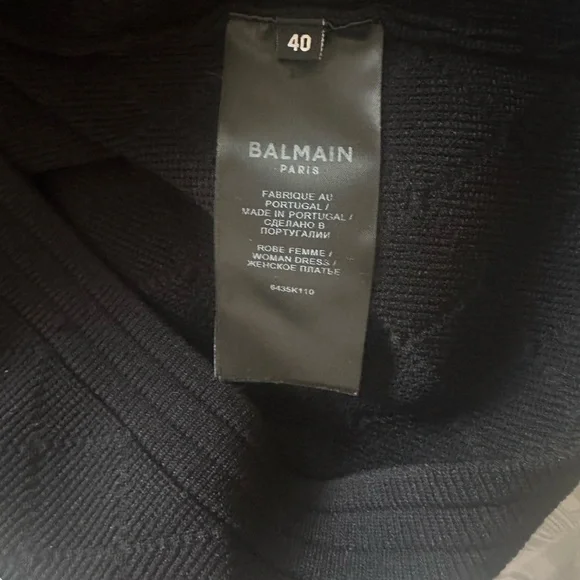 40
BALMAIN
PARIS
FABRIQUE AU
PORTUGAL /
MADE IN PORTUGAL /
СДЕЛАНО В
ПОРТУГАЛИИ
ROBE FEMME /
WOMAN DRESS /
ЖЕНСКОЕ ПЛАТЬЕ
6435K110